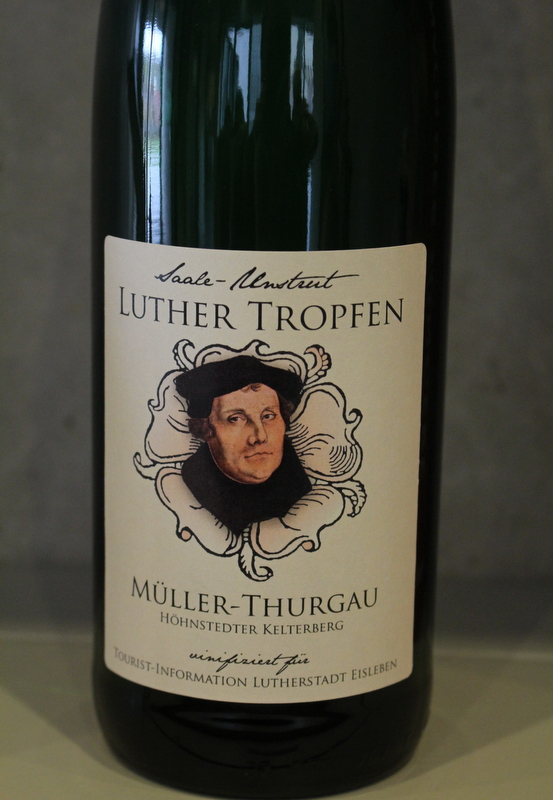 Saale-Unstrut
LUTHER TROPFEN
MÜLLER-THURGAU
HÖHNSTEDTER KELTERBERG
vinifiziert für
TOURIST-INFORMATION LUTHERSTADT EISLEBEN